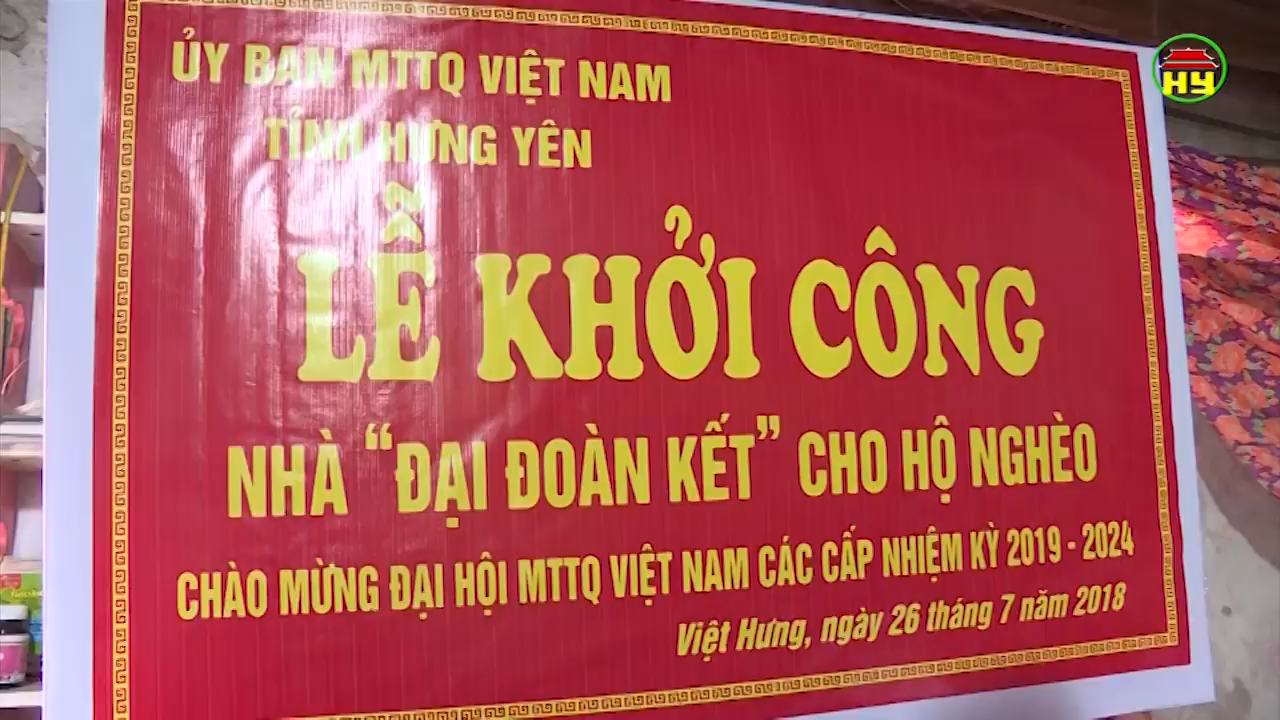 HY
ỦY BAN MTTQ VIỆT NAM
TỈNH HƯNG YÊN
LỄ KHỞI CÔNG
NHÀ “ĐẠI ĐOÀN KẾT” CHO HỘ NGHÈO
CHÀO MỪNG ĐẠI HỘI MTTQ VIỆT NAM CÁC CẤP NHIỆM KỲ 2019 - 2024
Việt Hưng, ngày 26 tháng 7 năm 2018